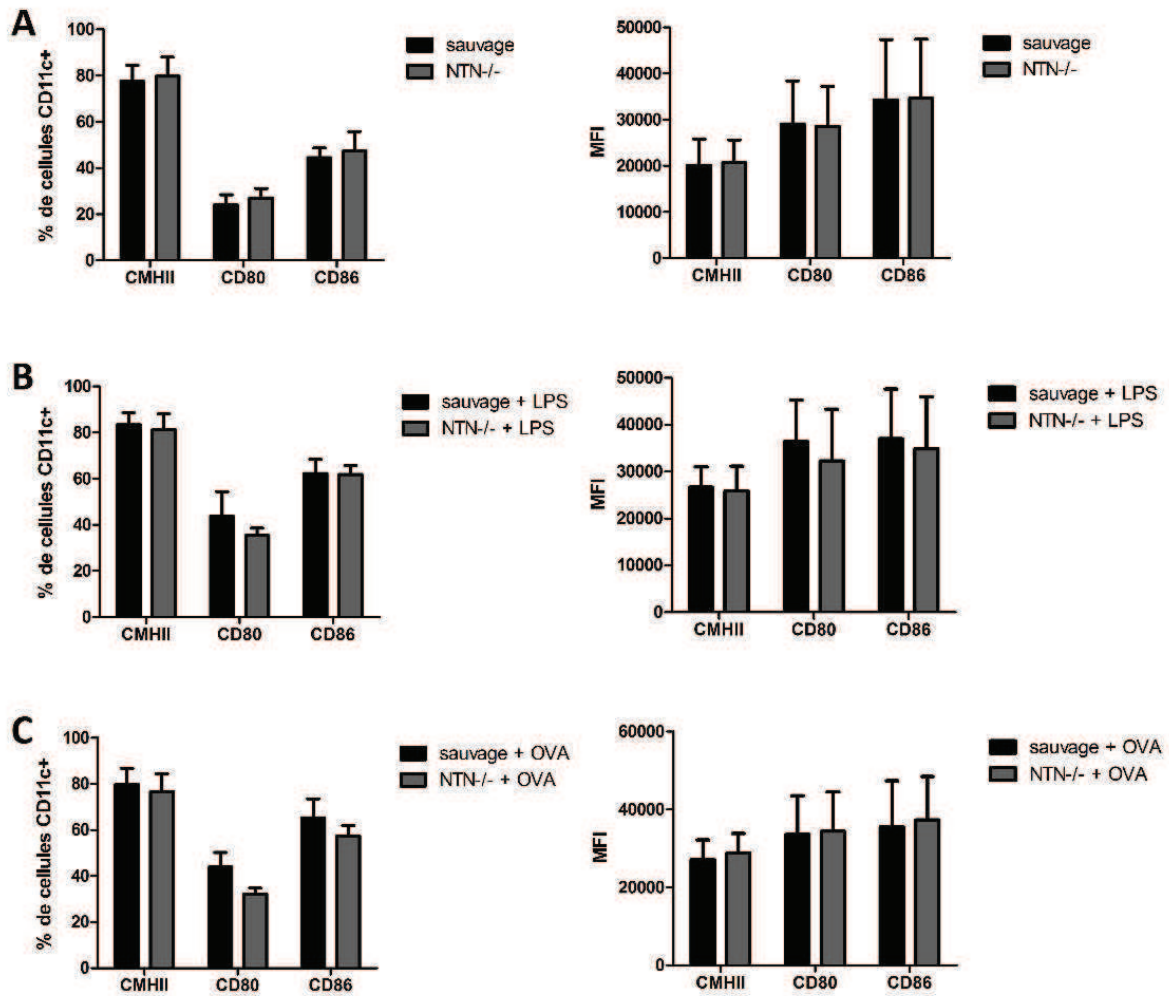 A
% de cellules CD11c+
100
80
60
40
20
0
CMHII
CD80
CD86
sauvage
NTN-/-
MFI
50000
40000
30000
20000
10000
0
CMHII
CD80
CD86
sauvage
NTN-/-
B
% de cellules CD11c+
100
80
60
40
20
0
CMHII
CD80
CD86
sauvage + LPS
NTN-/- + LPS
MFI
50000
40000
30000
20000
10000
0
CMHII
CD80
CD86
sauvage + LPS
NTN-/- + LPS
C
% de cellules CD11c+
100
80
60
40
20
0
CMHII
CD80
CD86
sauvage + OVA
NTN-/- + OVA
MFI
60000
40000
20000
0
CMHII
CD80
CD86
sauvage + OVA
NTN-/- + OVA